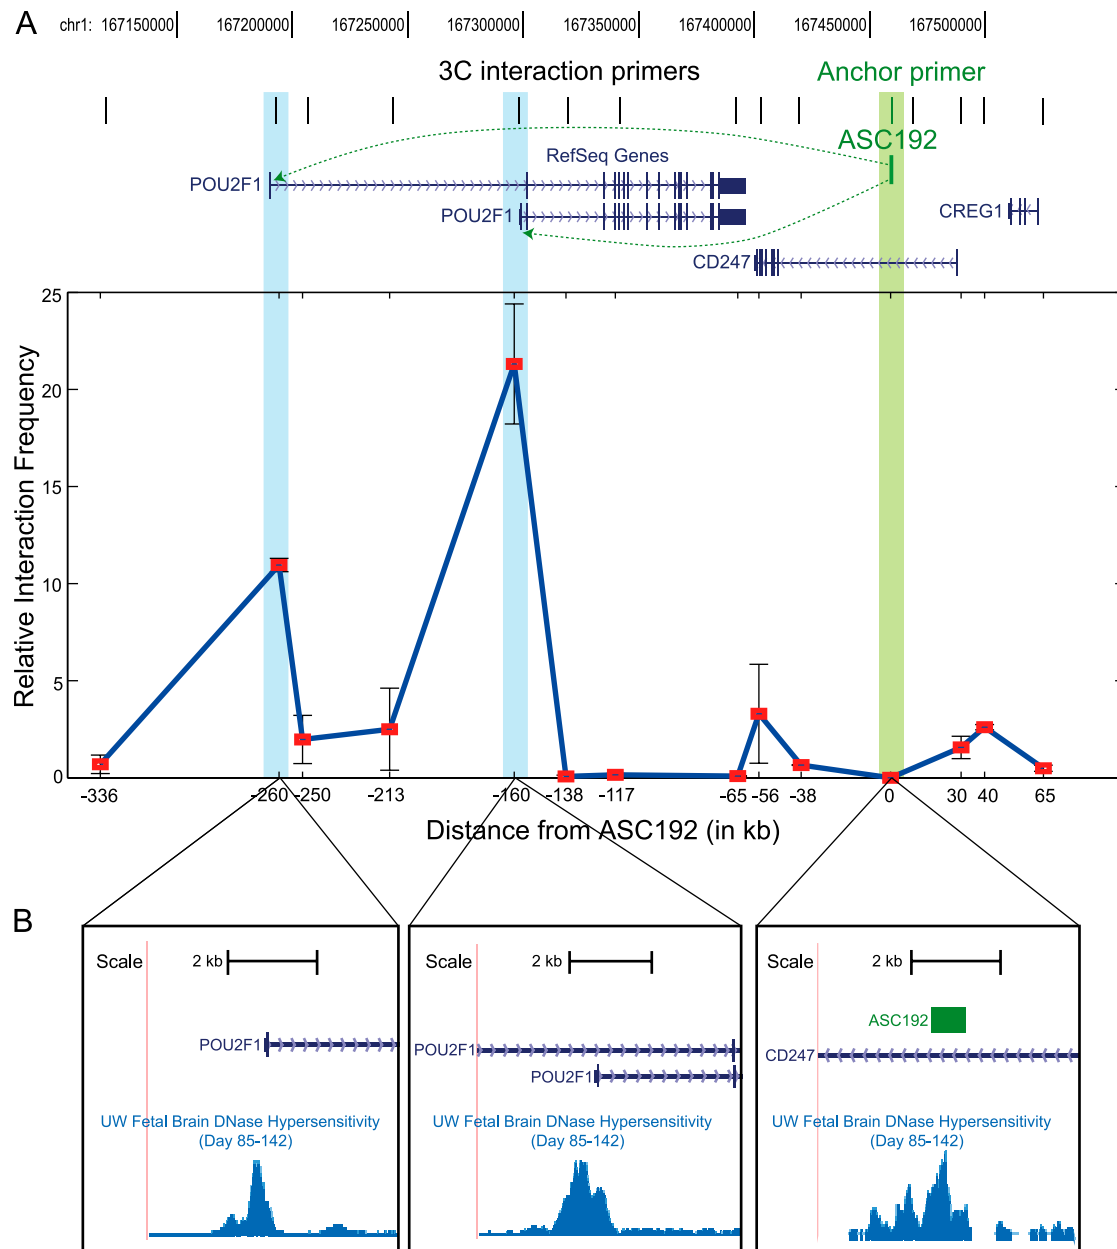 A
chr1: 167150000 167200000 167250000 167300000 167350000 167400000 167450000 167500000
3C interaction primers
Anchor primer
ASC192
RefSeq Genes
POU2F1
POU2F1
CREG1
CD247
Relative Interaction Frequency
25
20
15
10
5
0
-336 -260 -250 -213 -160 -138 -117 -65 -56 -38 0 30 40 65
Distance from ASC192 (in kb)
B
Scale 2 kb
POU2F1
UW Fetal Brain DNase Hypersensitivity
(Day 85-142)
Scale 2 kb
POU2F1
POU2F1
UW Fetal Brain DNase Hypersensitivity
(Day 85-142)
Scale 2 kb
ASC192
CD247
UW Fetal Brain DNase Hypersensitivity
(Day 85-142)